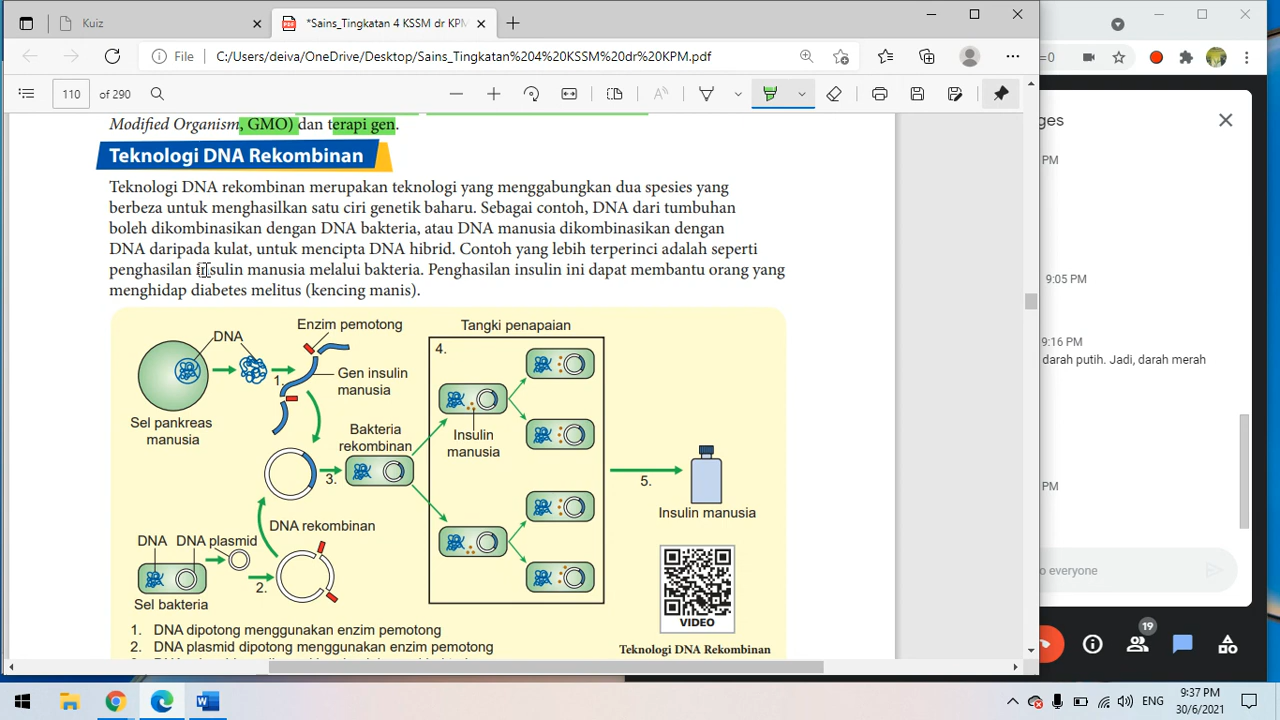 Kuiz
*Sains_Tingkatan 4 KSSM dr KPM
File
C:/Users/deiva/OneDrive/Desktop/Sains_Tingkatan%204%20KSSM%20dr%20KPM.pdf
=0
110 of 290
Modified Organism, GMO) dan terapi gen.
Teknologi DNA Rekombinan
Teknologi DNA rekombinan merupakan teknologi yang menggabungkan dua spesies yang
berbeza untuk menghasilkan satu ciri genetik baharu. Sebagai contoh, DNA dari tumbuhan
boleh dikombinasikan dengan DNA bakteria, atau DNA manusia dikombinasikan dengan
DNA daripada kulat, untuk mencipta DNA hibrid. Contoh yang lebih terperinci adalah seperti
penghasilan insulin manusia melalui bakteria. Penghasilan insulin ini dapat membantu orang yang
menghidap diabetes melitus (kencing manis).
Enzim pemotong
DNA
1.
Gen insulin
manusia
Sel pankreas
manusia
Bakteria
rekombinan
3.
DNA rekombinan
DNA
DNA plasmid
2.
Sel bakteria
Tangki penapaian
4.
Insulin
manusia
5.
Insulin manusia
VIDEO
Teknologi DNA Rekombinan
1. DNA dipotong menggunakan enzim pemotong
2. DNA plasmid dipotong menggunakan enzim pemotong
ges
PM
9:05 PM
9:16 PM
darah putih. Jadi, darah merah
PM
o everyone
19
ENG
9:37 PM
30/6/2021